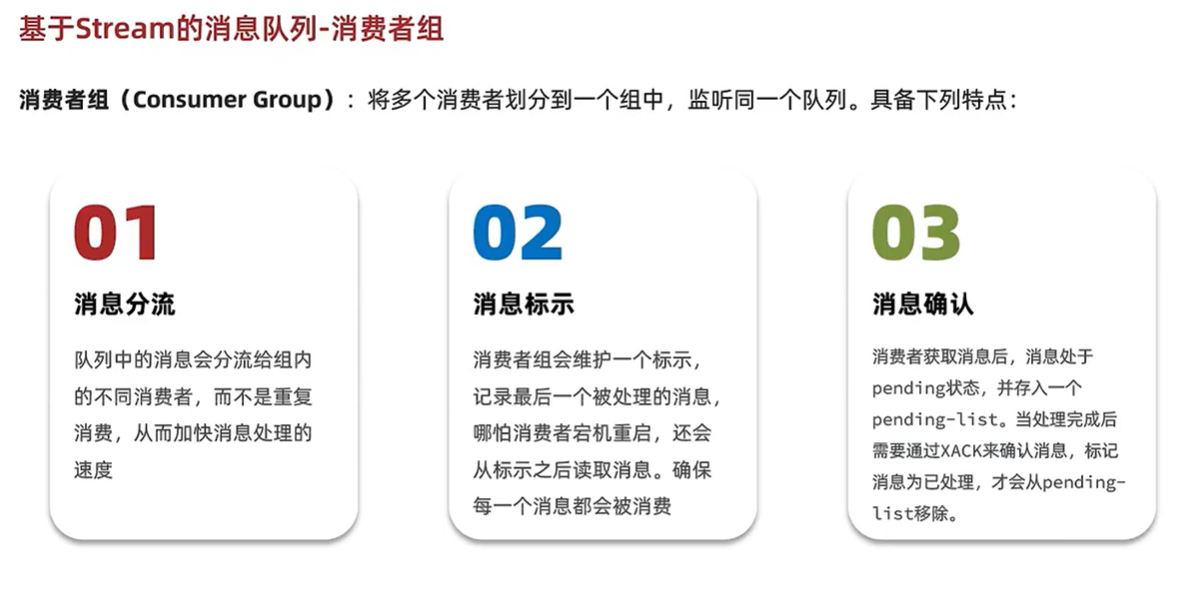 基于Stream的消息队列-消费者组
消费者组（Consumer Group）：将多个消费者划分到一个组中，监听同一个队列。具备下列特点：
01
消息分流
队列中的消息会分流给组内
的不同消费者，而不是重复
消费，从而加快消息处理的
速度
02
消息标示
消费者组会维护一个标示，
记录最后一个被处理的消息，
哪怕消费者宕机重启，还会
从标示之后读取消息。确保
每一个消息都会被消费
03
消息确认
消费者获取消息后，消息处于
pending状态，并存入一个
pending-list。当处理完成后
需要通过XACK来确认消息，标记
消息为已处理，才会从pending-
list移除。